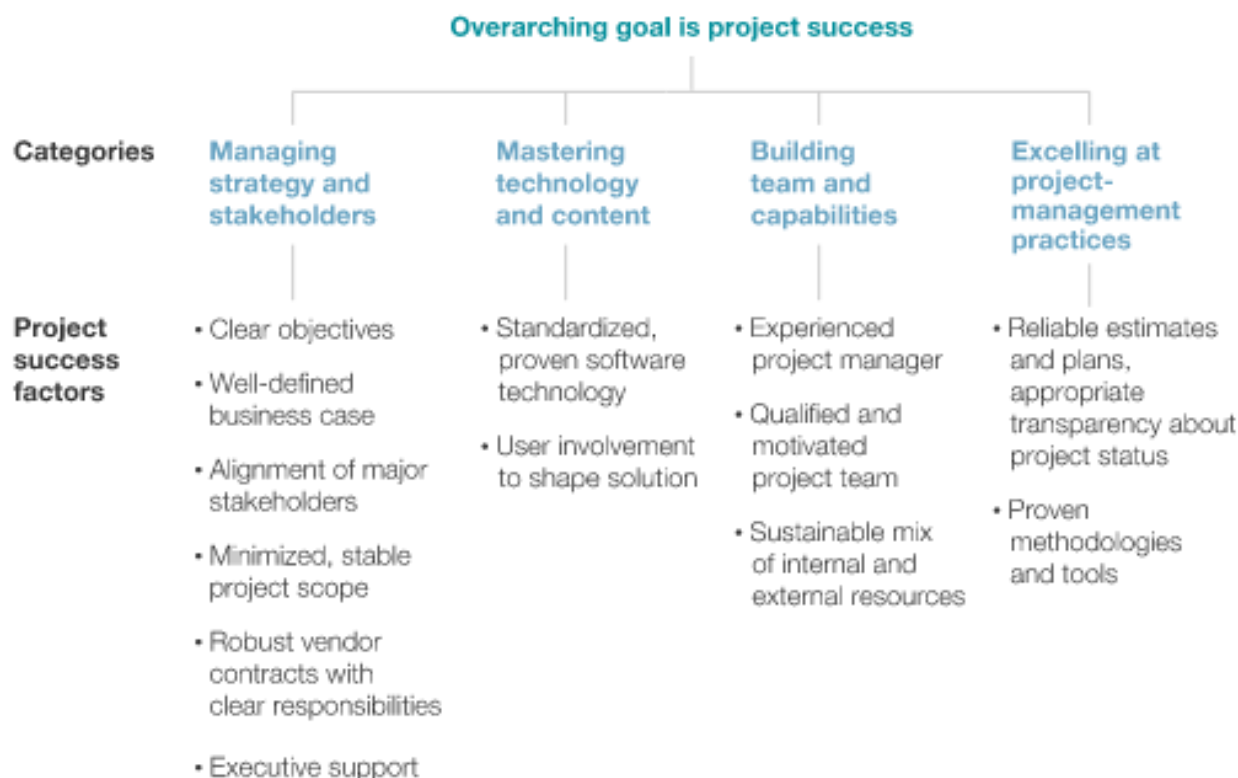 Overarching goal is project success
Categories
Managing
strategy and
stakeholders
Mastering
technology
and content
Building
team and
capabilities
Excelling at
project-
management
practices
Project
success
factors
• Clear objectives
• Well-defined
business case
• Alignment of major
stakeholders
• Minimized, stable
project scope
• Robust vendor
contracts with
clear responsibilities
• Executive support
• Standardized,
proven software
technology
• User involvement
to shape solution
• Experienced
project manager
• Qualified and
motivated
project team
• Sustainable mix
of internal and
external resources
• Reliable estimates
and plans,
appropriate
transparency about
project status
• Proven
methodologies
and tools